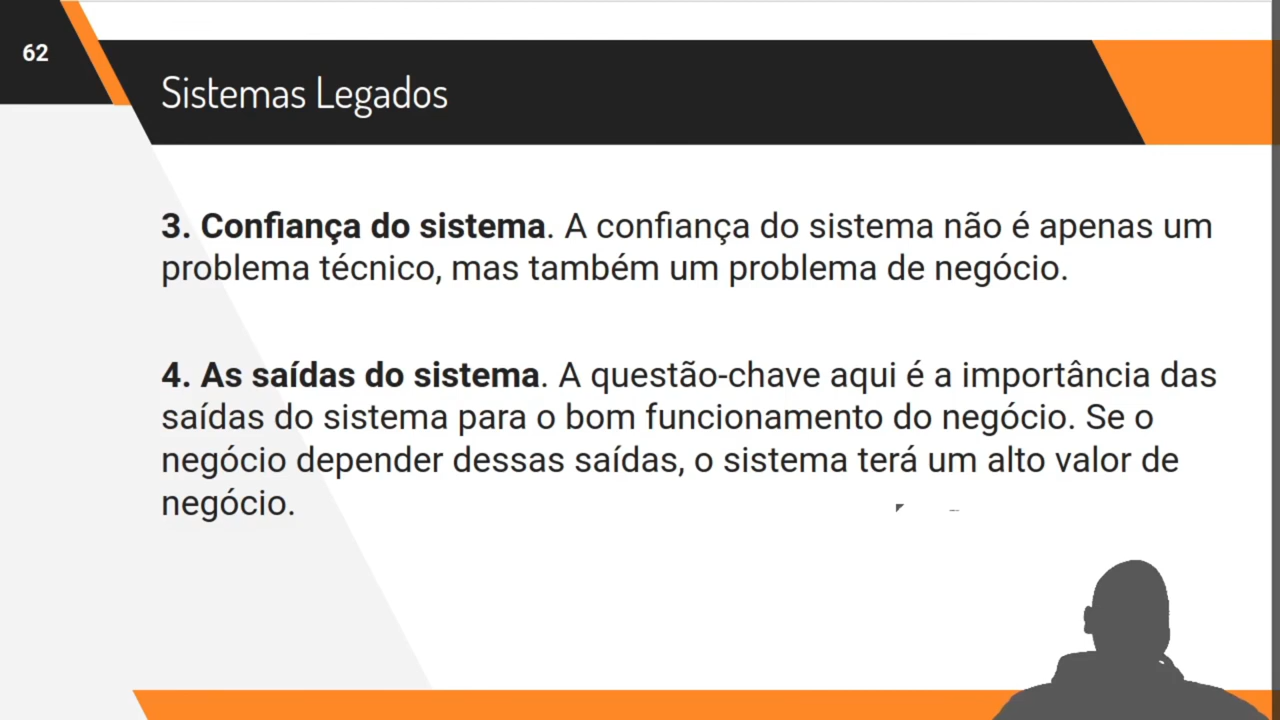 62
Sistemas Legados
3. Confiança do sistema. A confiança do sistema não é apenas um
problema técnico, mas também um problema de negócio.
4. As saídas do sistema. A questão-chave aqui é a importância das
saídas do sistema para o bom funcionamento do negócio. Se o
negócio depender dessas saídas, o sistema terá um alto valor de
negócio.